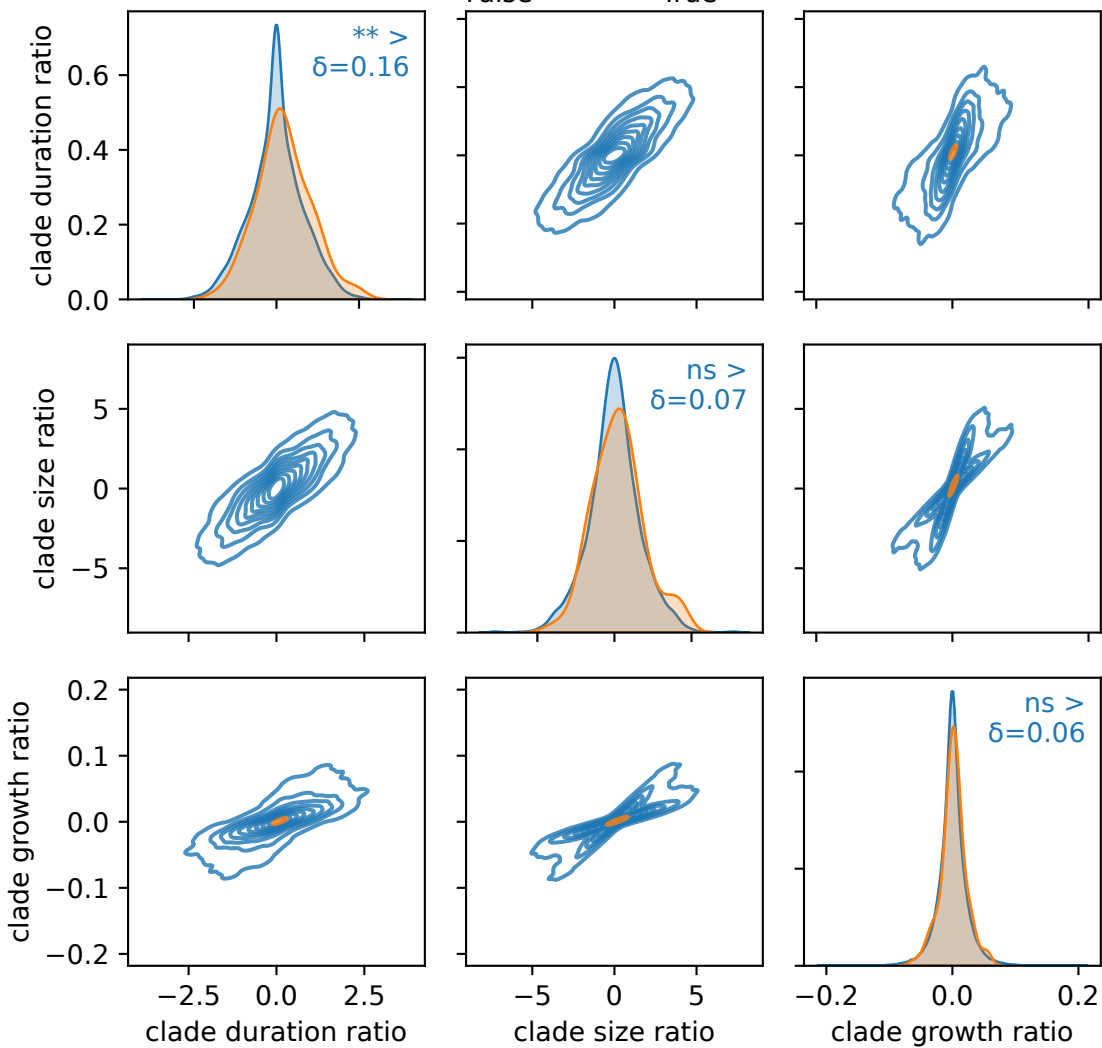 ** >
δ=0.16
clade duration ratio
0.6
0.4
0.2
0.0
ns >
δ=0.07
clade size ratio
5
0
−5
ns >
δ=0.06
clade growth ratio
0.2
0.1
0.0
−0.1
−0.2
−2.5 0.0 2.5
−5 0 5
−0.2 0.0 0.2
clade duration ratio
clade size ratio
clade growth ratio